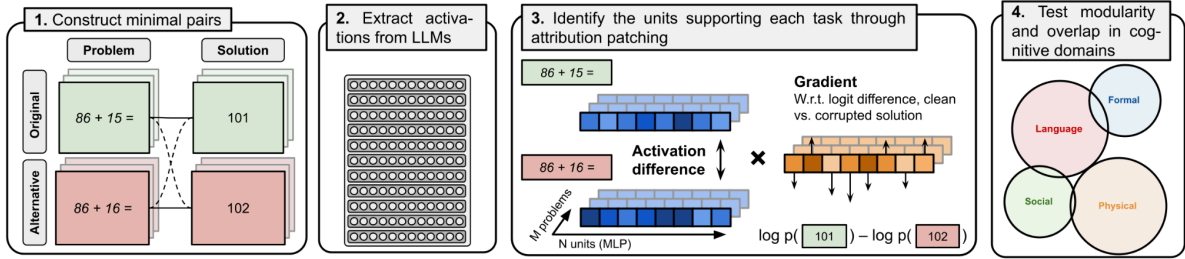 1. Construct minimal pairs
Problem
Solution
Original
86 + 15 =
101
Alternative
86 + 16 =
102
2. Extract activa-
tions from LLMs
3. Identify the units supporting each task through
attribution patching
86 + 15 =
86 + 16 =
Activation
difference
M problems
N units (MLP)
Gradient
W.r.t. logit difference, clean
vs. corrupted solution
log p( 101 ) − log p( 102 )
4. Test modularity
and overlap in cog-
nitive domains
Formal
Language
Social
Physical